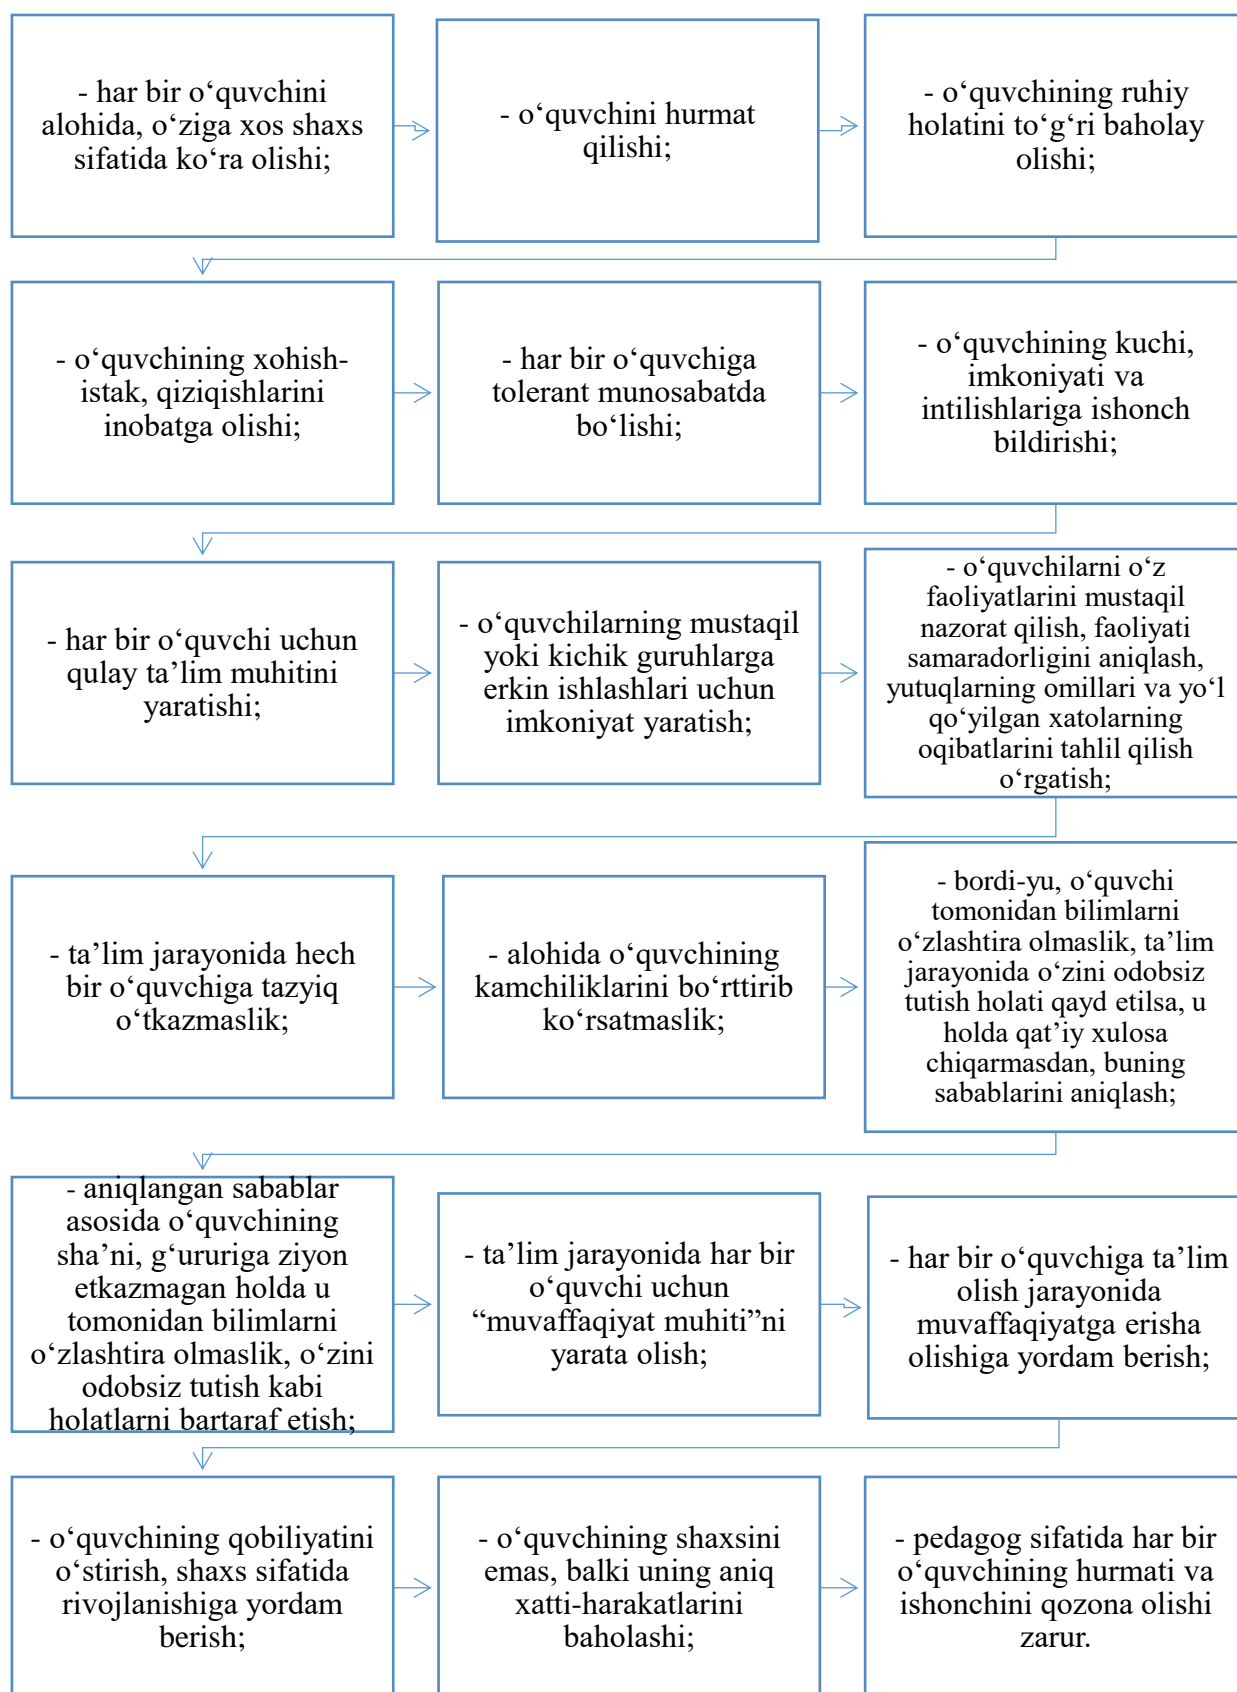 - har bir o‘quvchini
alohida, o‘ziga xos shaxs
sifatida ko‘ra olishi;
- o‘quvchini hurmat
qilishi;
- o‘quvchining ruhiy
holatini to‘g‘ri baholay
olishi;
- o‘quvchining xohish-
istak, qiziqishlarini
inobatga olishi;
- har bir o‘quvchiga
tolerant munosabatda
bo‘lishi;
- o‘quvchining kuchi,
imkoniyati va
intilishlariga ishonch
bildirishi;
- har bir o‘quvchi uchun
qulay ta’lim muhitini
yaratishi;
- o‘quvchilarning mustaqil
yoki kichik guruhlarga
erkin ishlashlari uchun
imkoniyat yaratish;
- o‘quvchilarni o‘z
faoliyatlarini mustaqil
nazorat qilish, faoliyati
samaradorligini aniqlash,
yutuqlarning omillari va yo‘l
qo‘yilgan xatolarning
oqibatlarini tahlil qilish
o‘rgatish;
- ta’lim jarayonida hech
bir o‘quvchiga tazyiq
o‘tkazmaslik;
- alohida o‘quvchining
kamchiliklarini bo‘rttirib
ko‘rsatmaslik;
- bordi-yu, o‘quvchi
tomonidan bilimlarni
o‘zlashtira olmaslik, ta’lim
jarayonida o‘zini odobsiz
tutish holati qayd etilsa, u
holda qat’iy xulosa
chiqarmasdan, buning
sabablarini aniqlash;
- aniqlangan sabablar
asosida o‘quvchining
sha’ni, g‘ururiga ziyon
etkazmagan holda u
tomonidan bilimlarni
o‘zlashtira olmaslik, o‘zini
odobsiz tutish kabi
holatlarni bartaraf etish;
- ta’lim jarayonida har bir
o‘quvchi uchun
“muvaffaqiyat muhiti”ni
yarata olish;
- har bir o‘quvchiga ta’lim
olish jarayonida
muvaffaqiyatga erisha
olishiga yordam berish;
- o‘quvchining qobiliyatini
o‘stirish, shaxs sifatida
rivojlanishiga yordam
berish;
- o‘quvchining shaxsini
emas, balki uning aniq
xatti-harakatlarini
baholashi;
- pedagog sifatida har bir
o‘quvchining hurmati va
ishonchini qozona olishi
zarur.